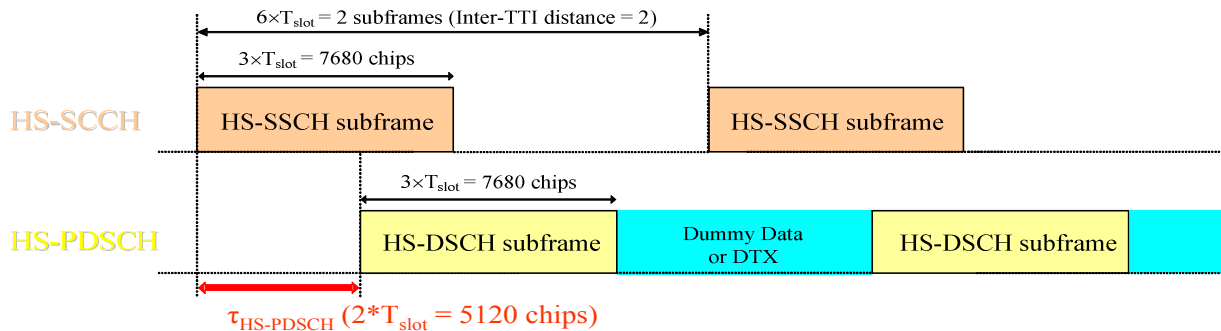 6×Tslot = 2 subframes (Inter-TTI distance = 2)
3×Tslot = 7680 chips
HS-SCCH
HS-SSCH subframe
HS-SSCH subframe
3×Tslot = 7680 chips
HS-PDSCH
HS-DSCH subframe
Dummy Data
or DTX
HS-DSCH subframe
τHS-PDSCH (2*Tslot = 5120 chips)